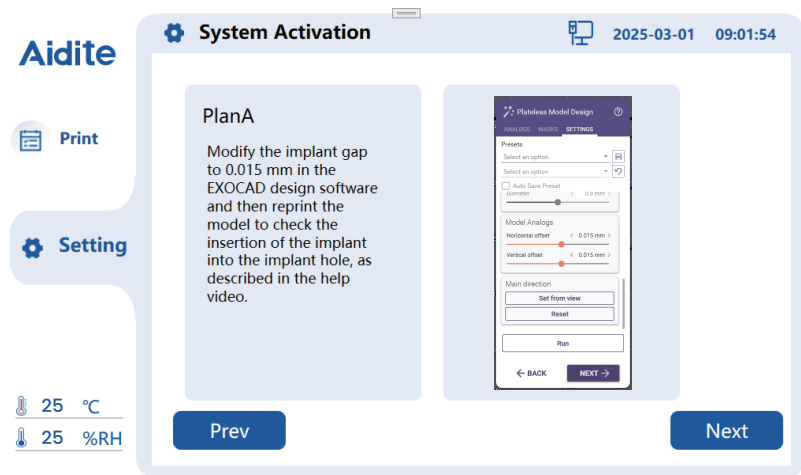 Aidite
System Activation
2025-03-01 09:01:54
Print
Setting
25 ℃
25 %RH
PlanA
Modify the implant gap
to 0.015 mm in the
EXOCAD design software
and then reprint the
model to check the
insertion of the implant
into the implant hole, as
described in the help
video.
Plateless Model Design
ANALOGS MASKS SETTINGS
Presets
Select an option
Select an option
Auto Save Preset
Diameter 0.8 mm
Model Analogs
Horizontal offset 0.015 mm
Vertical offset 0.015 mm
Main direction
Set from view
Reset
Run
BACK NEXT
Prev
Next